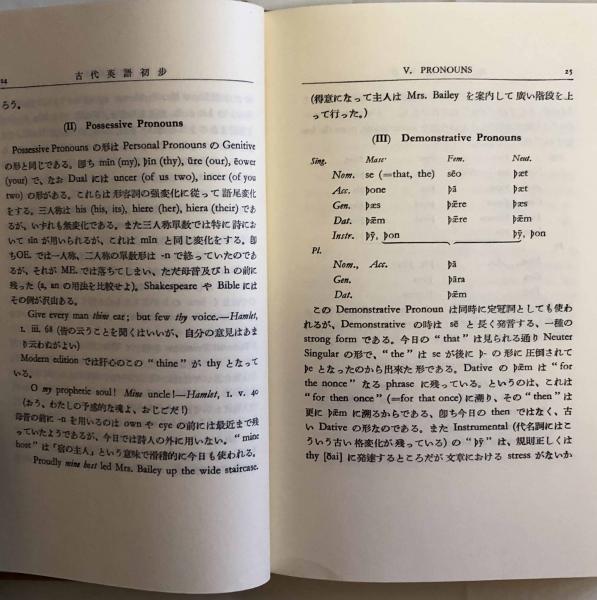 24
古代英語初歩
ろう。
(II) Possessive Pronouns
Possessive Pronouns の形は Personal Pronouns の Genitive
の形と同じである。卽ち mīn (my), þīn (thy), ūre (our), ēower
(your) で、なお Dual には uncer (of us two), incer (of you
two) の形がある。これらは形容詞の强変化に從って語尾変化
をする。三人称は his (his, its), hiere (her), hiera (their) であ
るが、いずれも無変化である。また三人称單数では特に詩にお
いて sīn が用いられるが、これは mīn と同じ変化をする。卽
ちOE. では一人称、二人称の單数形は -n で終っていたのであ
るが、それが ME. では落ちてしまい、ただ母音及び h の前に
残った (a, an の用法を比較せよ)。Shakespeare や Bible には
その例が沢山ある。
Give every man thine ear; but few thy voice.—Hamlet,
I. iii. 68 (皆の云うことを聞くはいいが、自分の意見はあま
り云わぬがよい)
Modern edition では肝心のこの "thine" が thy となって
いる。
O my prophetic soul! Mine uncle!—Hamlet, I. v. 40
(おう、わたしの予感的な魂よ、おじごだ!)
母音の前に -n を用いるのは own や eye の前には最近まで残
っていたようであるが、今日では詩人の外に用いない。"mine
host" は「宿の主人」という意味で滑稽的に今日も使われる。
Proudly mine host led Mrs. Bailey up the wide staircase.
V. PRONOUNS
25
(得意になって主人は Mrs. Bailey を案内して廣い階段を上
って行った。)
(III) Demonstrative Pronouns
Sing. Masc. Fem. Neut.
Nom. se (=that, the) sēo þæt
Acc. þone þā þæt
Gen. þæs þǣre þæs
Dat. þǣm þǣre þǣm
Instr. þȳ, þon þȳ, þon
Pl.
Nom., Acc. þā
Gen. þāra
Dat. þǣm
この Demonstrative Pronoun は同時に定冠詞としても使わ
れるが、Demonstrative の時は sē と長く発音する、一種の
strong form である。今日の "that" は見られる通り Neuter
Singular の形で、"the" は se が後に þ- の形に圧倒されて
þe となったのから出來た形である。Dative の þǣm は "for
the nonce" なる phrase に残っている。というのは、これは
"for then once" (=for that once) に溯り、その "then" は
更に þǣm に溯るからである、卽ち今日の then ではなく、古
い Dative の形なのである。また Instrumental (代名詞にはこ
ういう古い格変化が残っている) の "þȳ" は、規則正しくは
thy [ðai] に発達するところだが文章における stress がないか